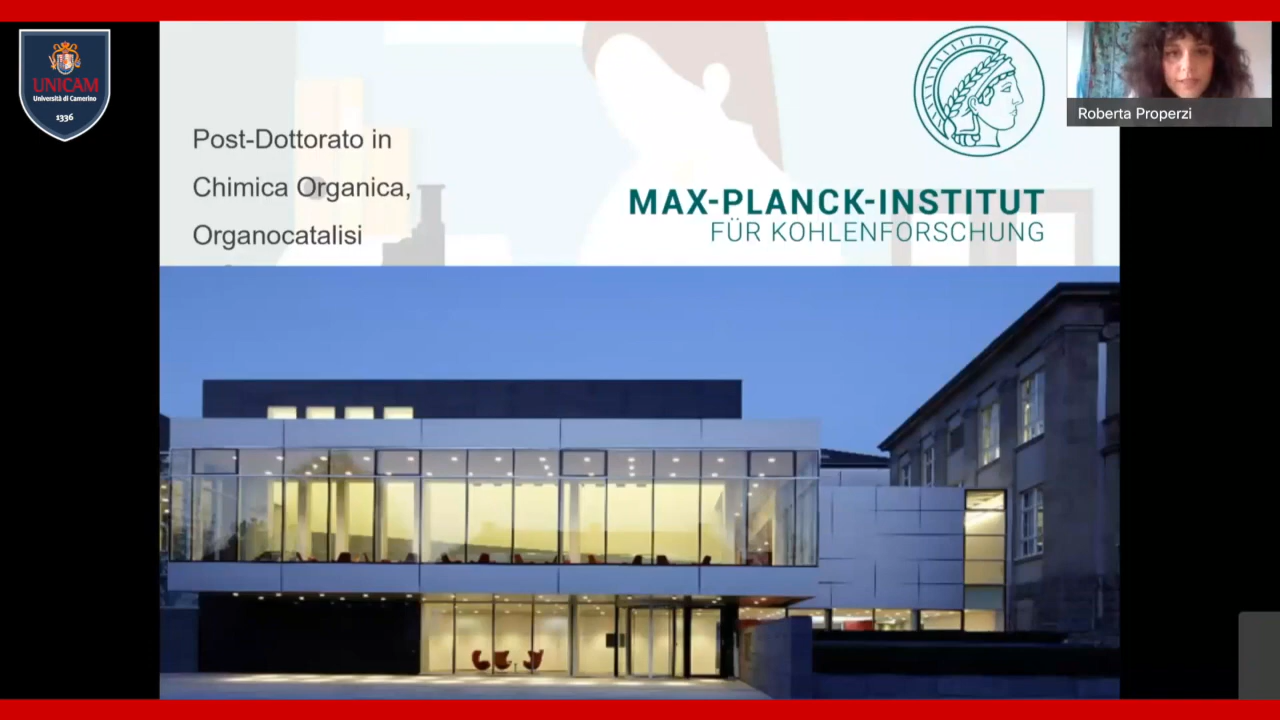 UNICAM
Università di Camerino
1336
Post-Dottorato in
Chimica Organica,
Organocatalisi
MAX-PLANCK-INSTITUT
FÜR KOHLENFORSCHUNG
Roberta Properzi